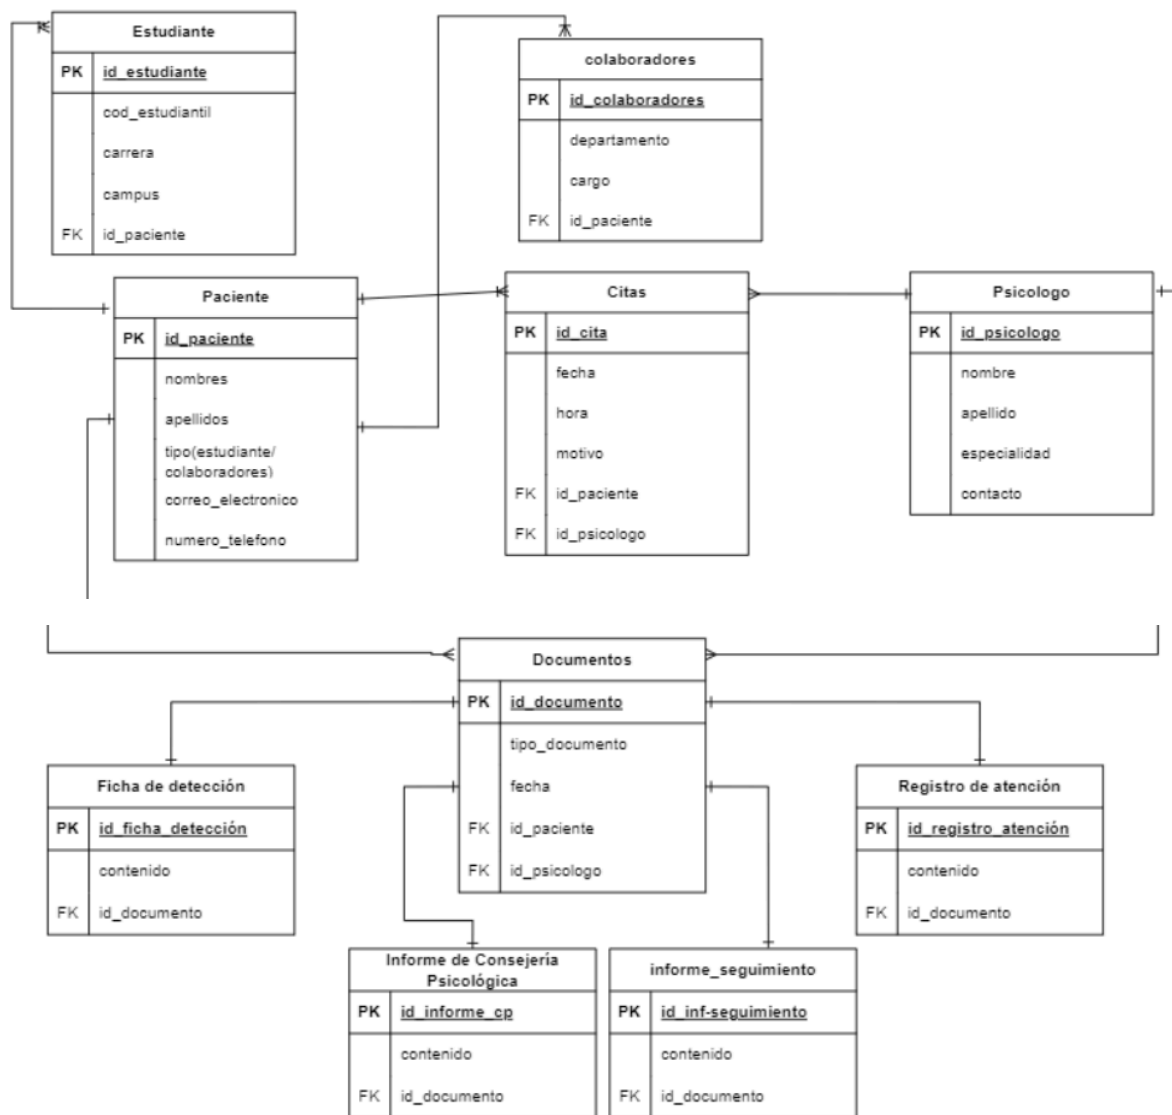 Estudiante
PK id_estudiante
cod_estudiantil
carrera
campus
FK id_paciente
colaboradores
PK id_colaboradores
departamento
cargo
FK id_paciente
Paciente
PK id_paciente
nombres
apellidos
tipo(estudiante/
colaboradores)
correo_electronico
numero_telefono
Citas
PK id_cita
fecha
hora
motivo
FK id_paciente
FK id_psicologo
Psicologo
PK id_psicologo
nombre
apellido
especialidad
contacto
Documentos
PK id_documento
tipo_documento
fecha
FK id_paciente
FK id_psicologo
Ficha de detección
PK id_ficha_detección
contenido
FK id_documento
Registro de atención
PK id_registro_atención
contenido
FK id_documento
Informe de Consejería
Psicológica
PK id_informe_cp
contenido
FK id_documento
informe_seguimiento
PK id_inf-seguimiento
contenido
FK id_documento